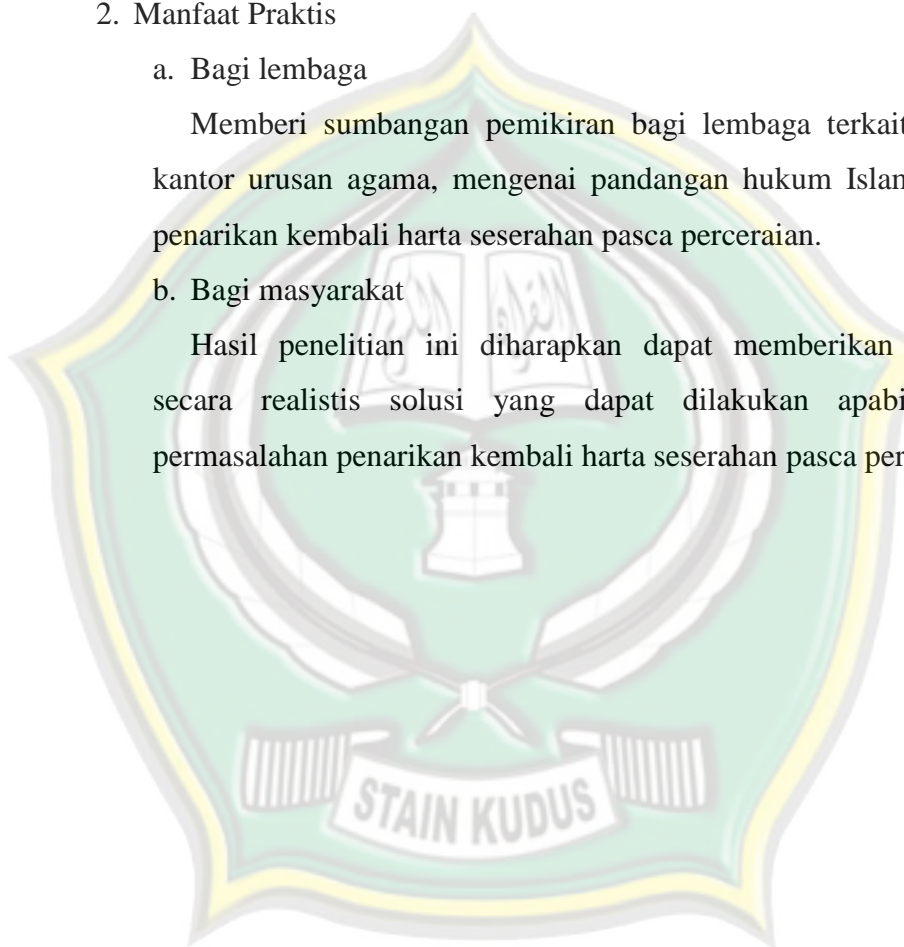 2. Manfaat Praktis
a. Bagi lembaga
Memberi sumbangan pemikiran bagi lembaga terkait
kantor urusan agama, mengenai pandangan hukum Islam
penarikan kembali harta seserahan pasca perceraian.
b. Bagi masyarakat
Hasil penelitian ini diharapkan dapat memberikan
secara realistis solusi yang dapat dilakukan apabi
permasalahan penarikan kembali harta seserahan pasca per
STAIN KUDUS